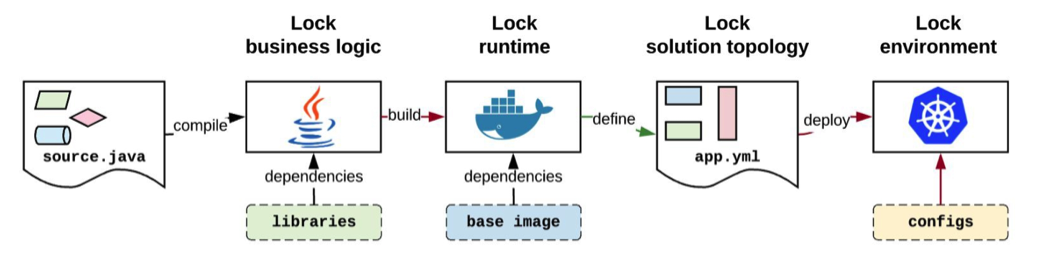 Lock
business logic
Lock
runtime
Lock
solution topology
Lock
environment
source.java
compile
build
define
app.yml
deploy
dependencies
dependencies
libraries
base image
configs